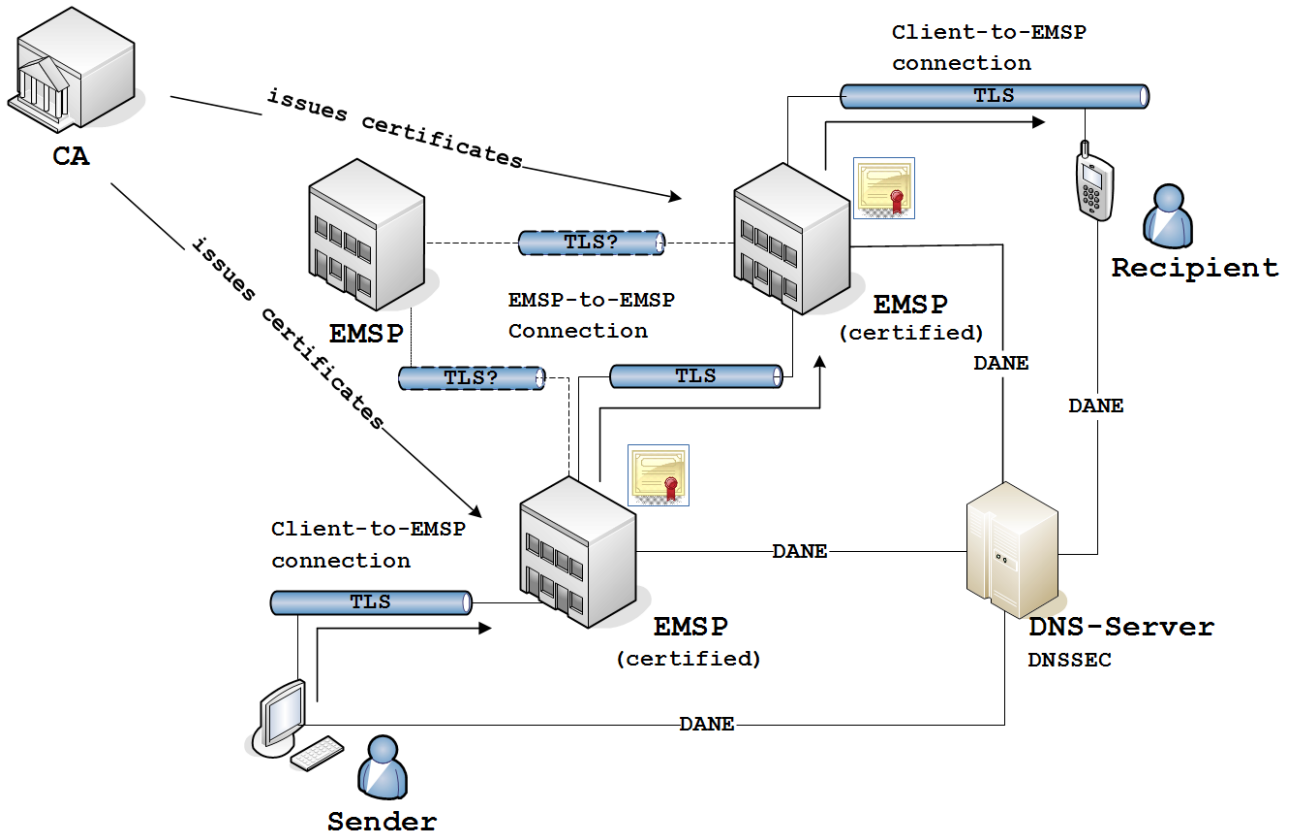 Client-to-EMSP
connection
TLS
issues certificates
CA
TLS?
Recipient
EMSP-to-EMSP
Connection
EMSP
EMSP
(certified)
issues certificates
TLS?
TLS
DANE
DANE
Client-to-EMSP
connection
DANE
TLS
EMSP
(certified)
DNS-Server
DNSSEC
DANE
Sender